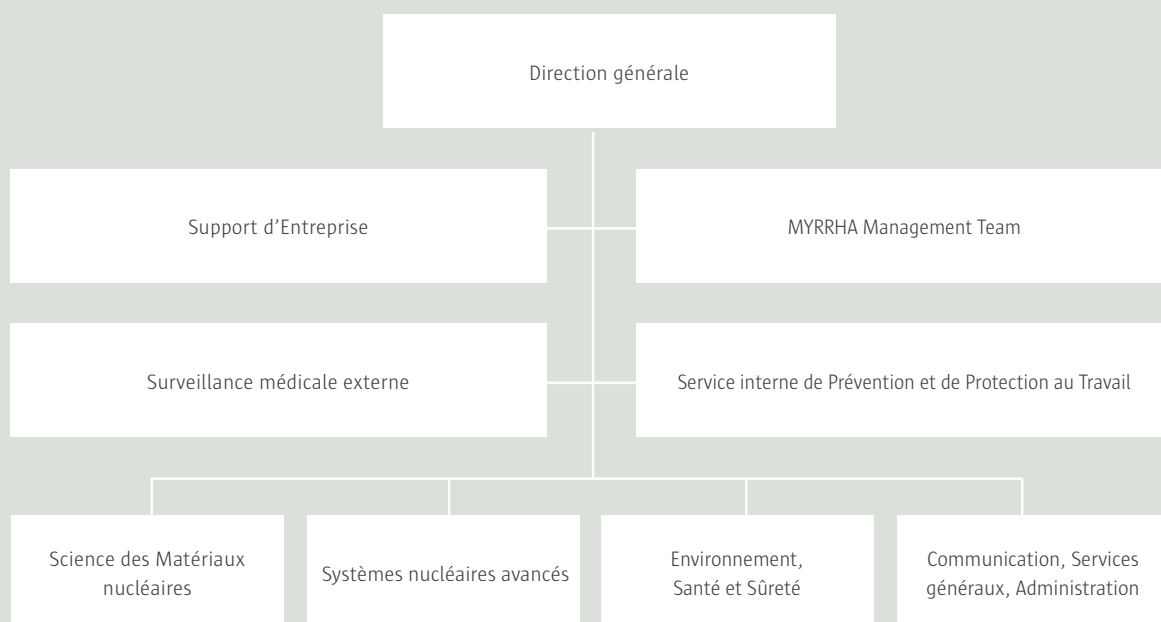 Direction générale
Support d’Entreprise
MYRRHA Management Team
Surveillance médicale externe
Service interne de Prévention et de Protection au Travail
Science des Matériaux
nucléaires
Systèmes nucléaires avancés
Environnement,
Santé et Sûreté
Communication, Services
généraux, Administration